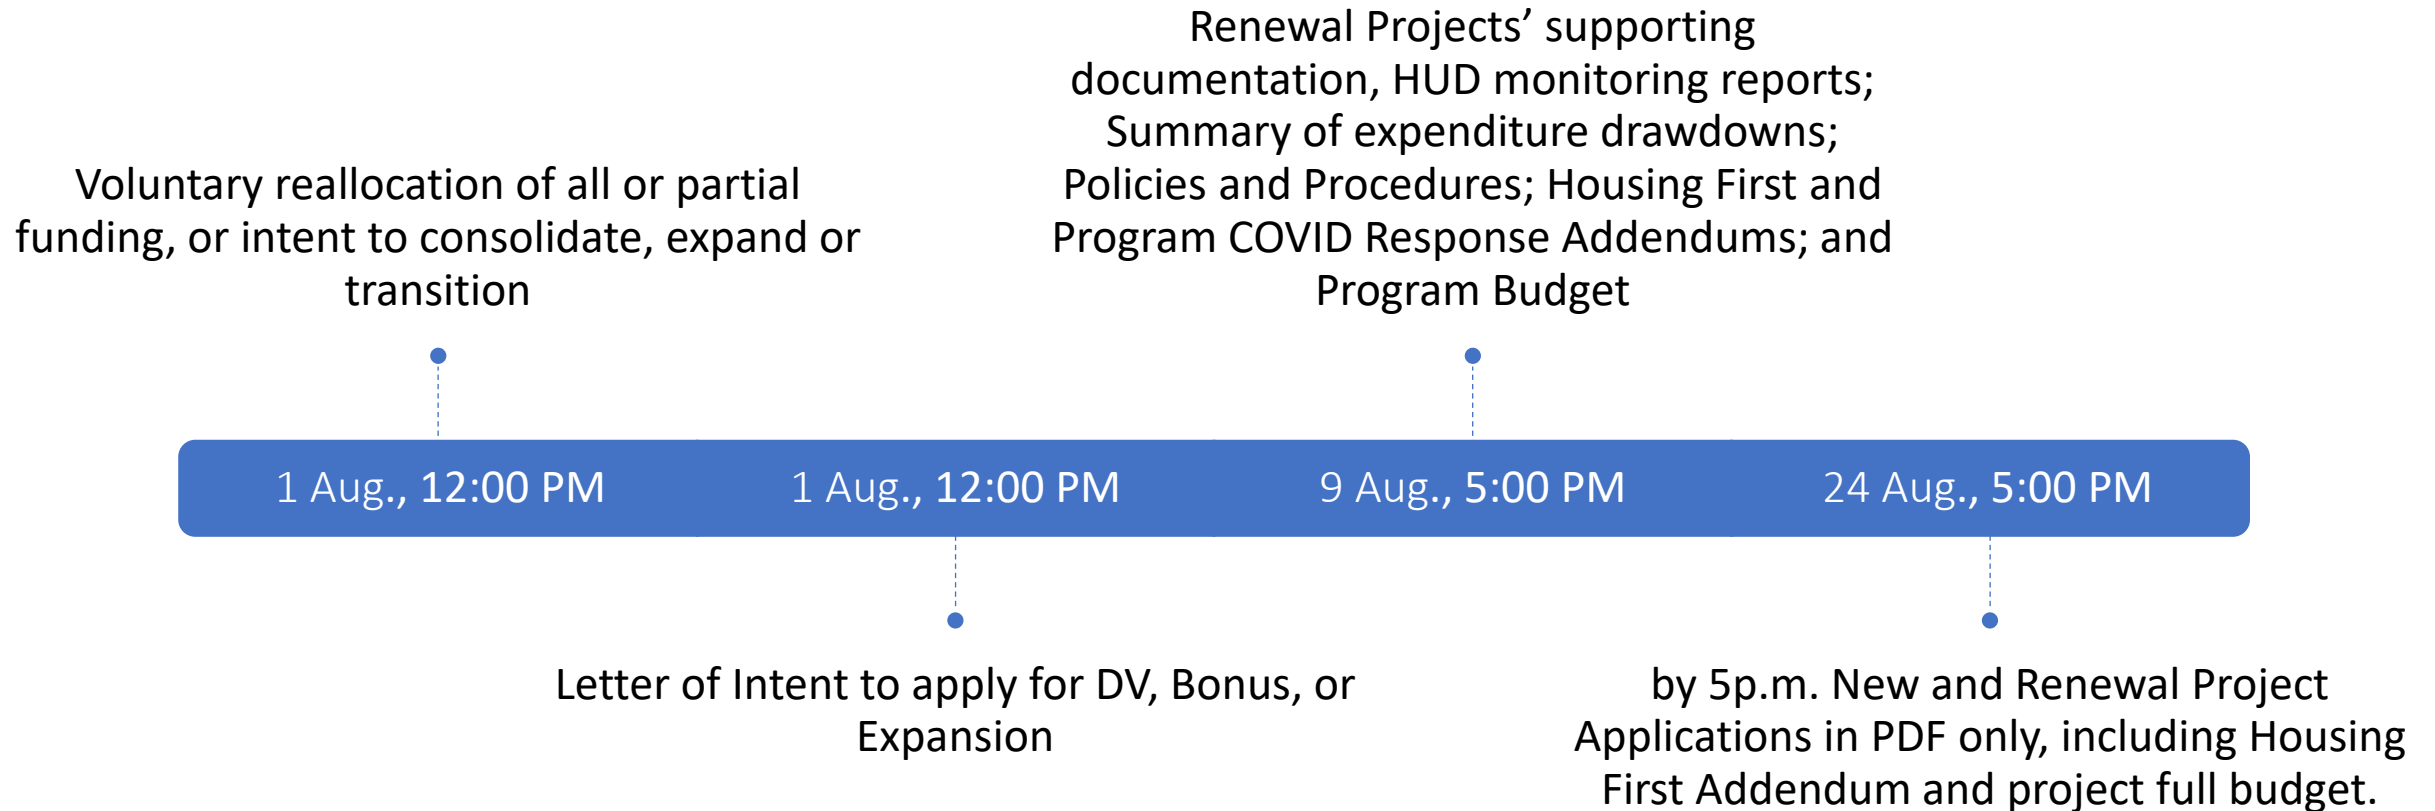 Voluntary reallocation of all or partial
funding, or intent to consolidate, expand or
transition
Renewal Projects’ supporting
documentation, HUD monitoring reports;
Summary of expenditure drawdowns;
Policies and Procedures; Housing First and
Program COVID Response Addendums; and
Program Budget
1 Aug., 12:00 PM
1 Aug., 12:00 PM
9 Aug., 5:00 PM
24 Aug., 5:00 PM
Letter of Intent to apply for DV, Bonus, or
Expansion
by 5p.m. New and Renewal Project
Applications in PDF only, including Housing
First Addendum and project full budget.